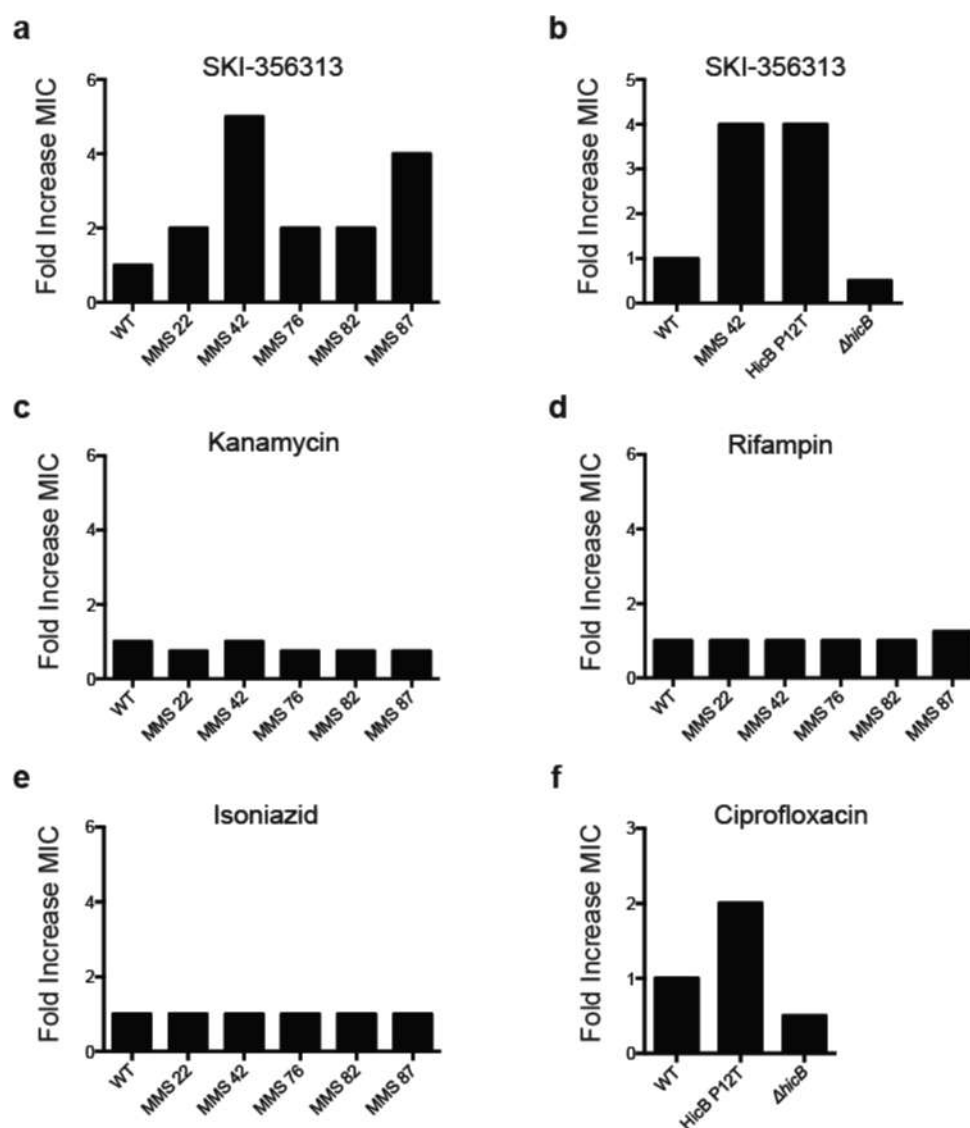 a
SKI-356313
Fold Increase MIC
6
4
2
0
WT
MMS 22
MMS 42
MMS 76
MMS 82
MMS 87
b
SKI-356313
Fold Increase MIC
5
4
3
2
1
0
WT
MMS 42
HicB P12T
ΔhicB
c
Kanamycin
Fold Increase MIC
6
4
2
0
WT
MMS 22
MMS 42
MMS 76
MMS 82
MMS 87
d
Rifampin
Fold Increase MIC
6
4
2
0
WT
MMS 22
MMS 42
MMS 76
MMS 82
MMS 87
e
Isoniazid
Fold Increase MIC
6
4
2
0
WT
MMS 22
MMS 42
MMS 76
MMS 82
MMS 87
f
Ciprofloxacin
Fold Increase MIC
3
2
1
0
WT
HicB P12T
ΔhicB